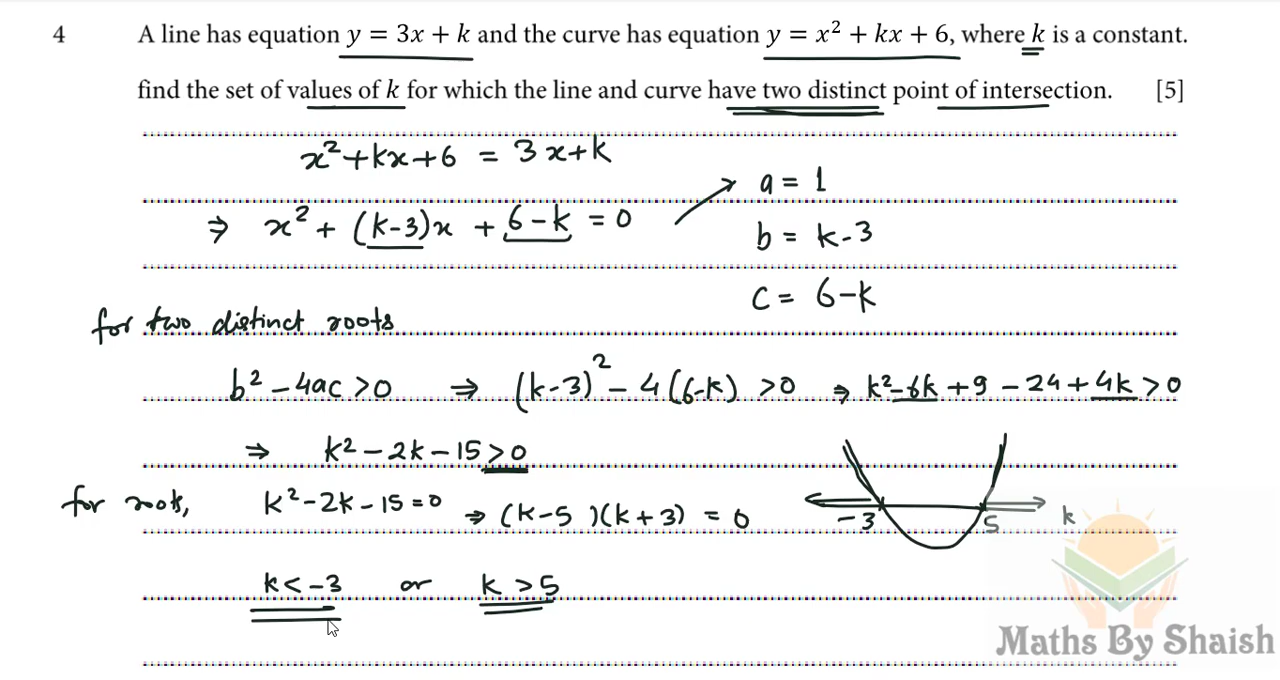 4 A line has equation y = 3x + k and the curve has equation y = x² + kx + 6, where k is a constant.
find the set of values of k for which the line and curve have two distinct point of intersection. [5]
x² + kx + 6 = 3x + k
⇒ x² + (k-3)x + 6-k = 0
a = 1
b = k-3
c = 6-k
for two distinct roots
b² - 4ac > 0 ⇒ (k-3)² - 4(6-k) > 0 ⇒ k² - 6k + 9 - 24 + 4k > 0
⇒ k² - 2k - 15 > 0
for roots, k² - 2k - 15 = 0 ⇒ (k-5)(k+3) = 0
-3 5 k
k < -3 or k > 5
Maths By Shaish